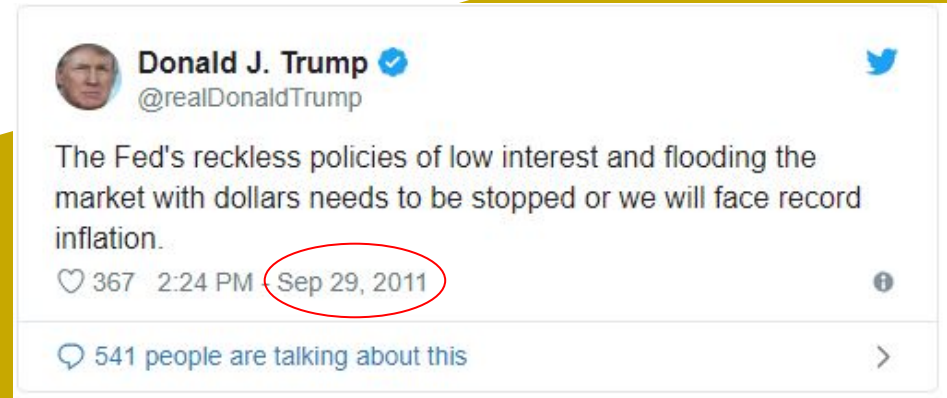 Donald J. Trump
@realDonaldTrump
The Fed's reckless policies of low interest and flooding the
market with dollars needs to be stopped or we will face record
inflation.
367 2:24 PM - Sep 29, 2011
541 people are talking about this